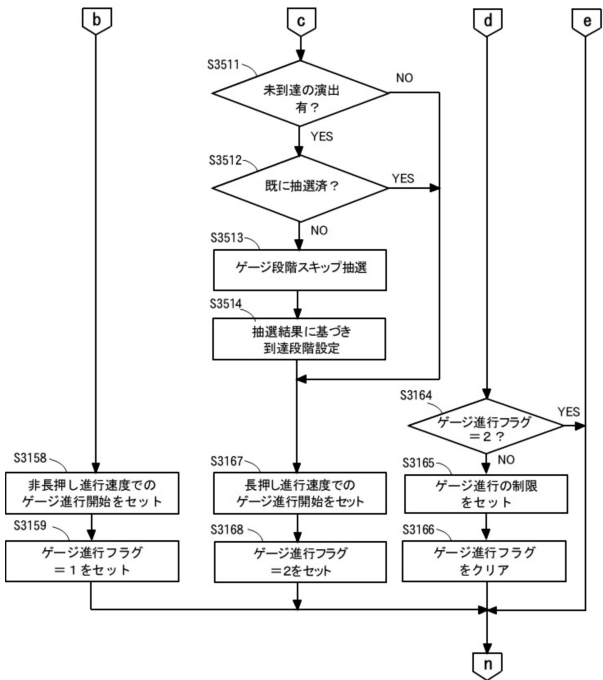 b
c
d
e
S3511
未到達の演出
有？
NO
YES
S3512
既に抽選済？
YES
NO
S3513
ゲージ段階スキップ抽選
S3514
抽選結果に基づき
到達段階設定
S3164
ゲージ進行フラグ
＝２？
YES
NO
S3158
非長押し進行速度での
ゲージ進行開始をセット
S3167
長押し進行速度での
ゲージ進行開始をセット
S3165
ゲージ進行の制限
をセット
S3159
ゲージ進行フラグ
＝１をセット
S3168
ゲージ進行フラグ
=2をセット
S3166
ゲージ進行フラグ
をクリア
n